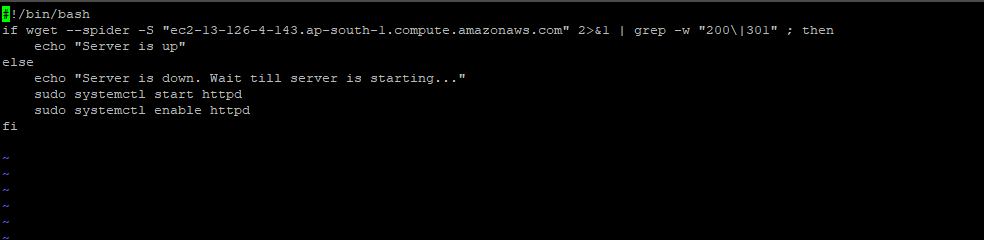 #!/bin/bash
if wget --spider -S "ec2-13-126-4-143.ap-south-1.compute.amazonaws.com" 2>&1 | grep -w "200\|301" ; then
    echo "Server is up"
else
    echo "Server is down. Wait till server is starting..."
    sudo systemctl start httpd
    sudo systemctl enable httpd
fi

~
~
~
~
~
~